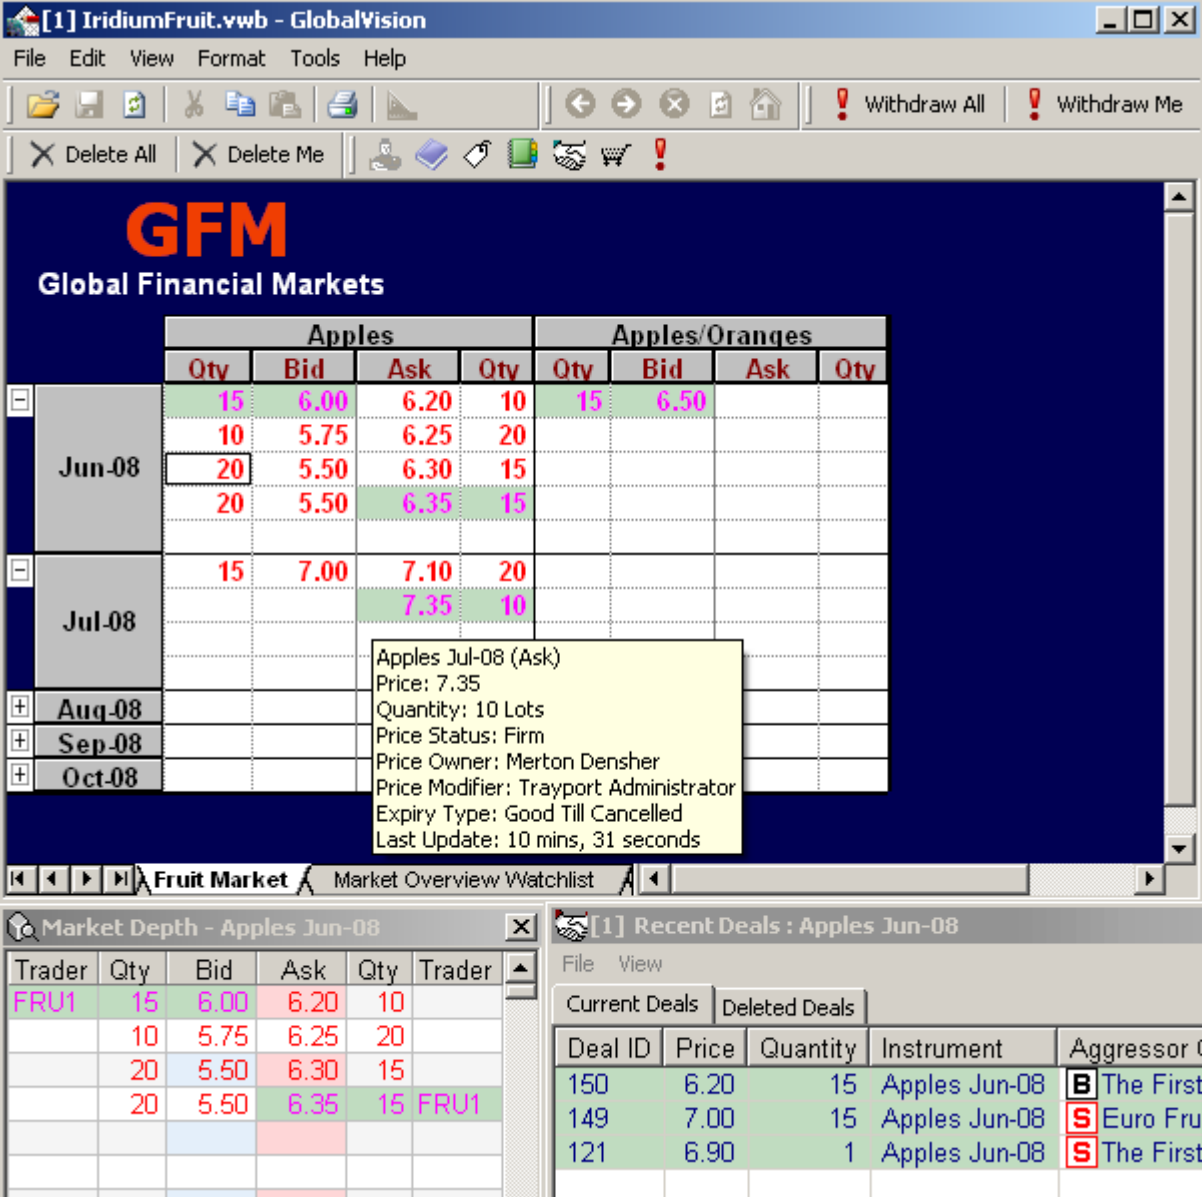 [1] IridiumFruit.vwb - GlobalVision
File Edit View Format Tools Help
Withdraw All Withdraw Me
Delete All Delete Me
GFM
Global Financial Markets
Apples Apples/Oranges
Qty Bid Ask Qty Qty Bid Ask Qty
15 6.00 6.20 10 15 6.50
10 5.75 6.25 20
Jun-08 20 5.50 6.30 15
20 5.50 6.35 15
15 7.00 7.10 20
7.35 10
Jul-08
Apples Jul-08 (Ask)
Price: 7.35
Quantity: 10 Lots
Price Status: Firm
Price Owner: Merton Densher
Price Modifier: Trayport Administrator
Expiry Type: Good Till Cancelled
Last Update: 10 mins, 31 seconds
Aug-08
Sep-08
Oct-08
Fruit Market Market Overview Watchlist
Market Depth - Apples Jun-08
Trader Qty Bid Ask Qty Trader
FRU1 15 6.00 6.20 10
10 5.75 6.25 20
20 5.50 6.30 15
20 5.50 6.35 15 FRU1
[1] Recent Deals : Apples Jun-08
File View
Current Deals Deleted Deals
Deal ID Price Quantity Instrument Aggressor
150 6.20 15 Apples Jun-08 B The First
149 7.00 15 Apples Jun-08 S Euro Fru
121 6.90 1 Apples Jun-08 S The First